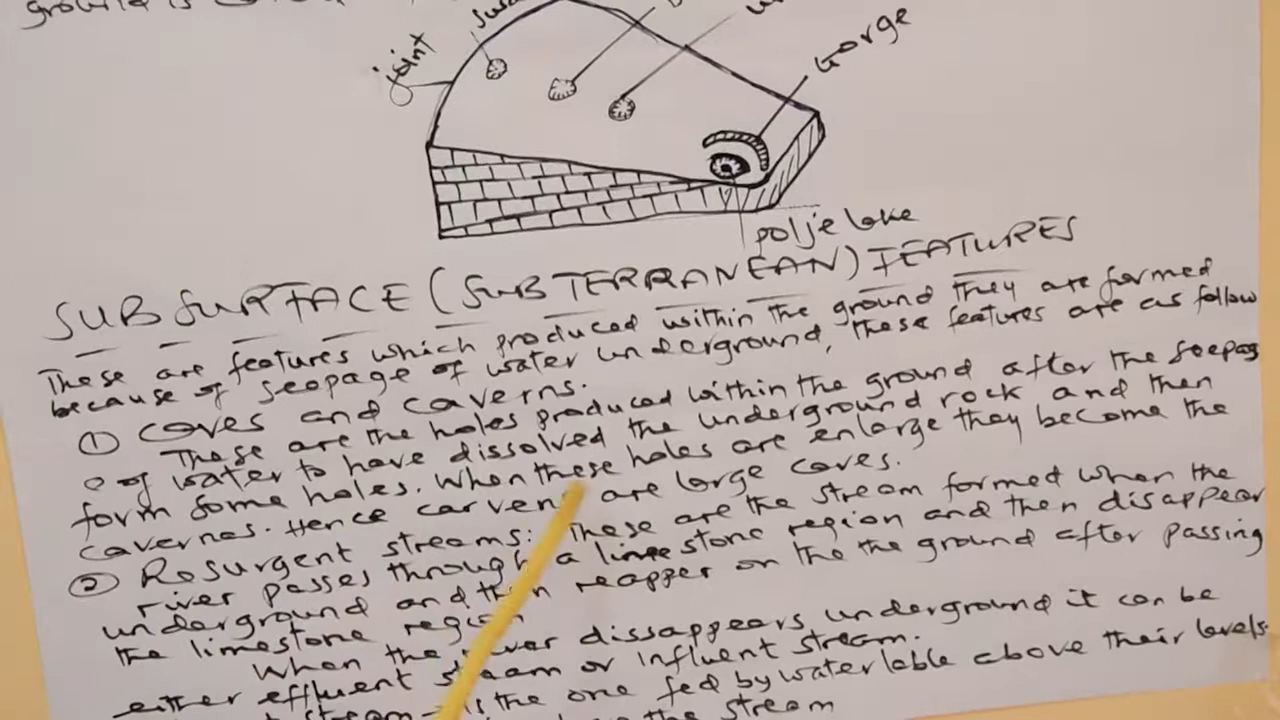 ground is
joint
Gorge
polje lake
SUBSURFACE (SUBTERRANEAN) FEATURES
These are features which produced within the ground they are formed
because of seepage of water underground, these features are as follow
① Caves and caverns.
These are the holes produced within the ground after the seepag
of water to have dissolved the underground rock and then
form some holes. When these holes are enlarge they become the
cavernes. Hence carvens are large caves.
② Resurgent streams: These are the stream formed when the
river passes through a limestone region and then disappear
underground and then reapper on the the ground after passing
the limestone region
When the dissappears underground it can be
either effluent stream or influent stream.
stream - is the one fed by water lable above their levels.
the stream